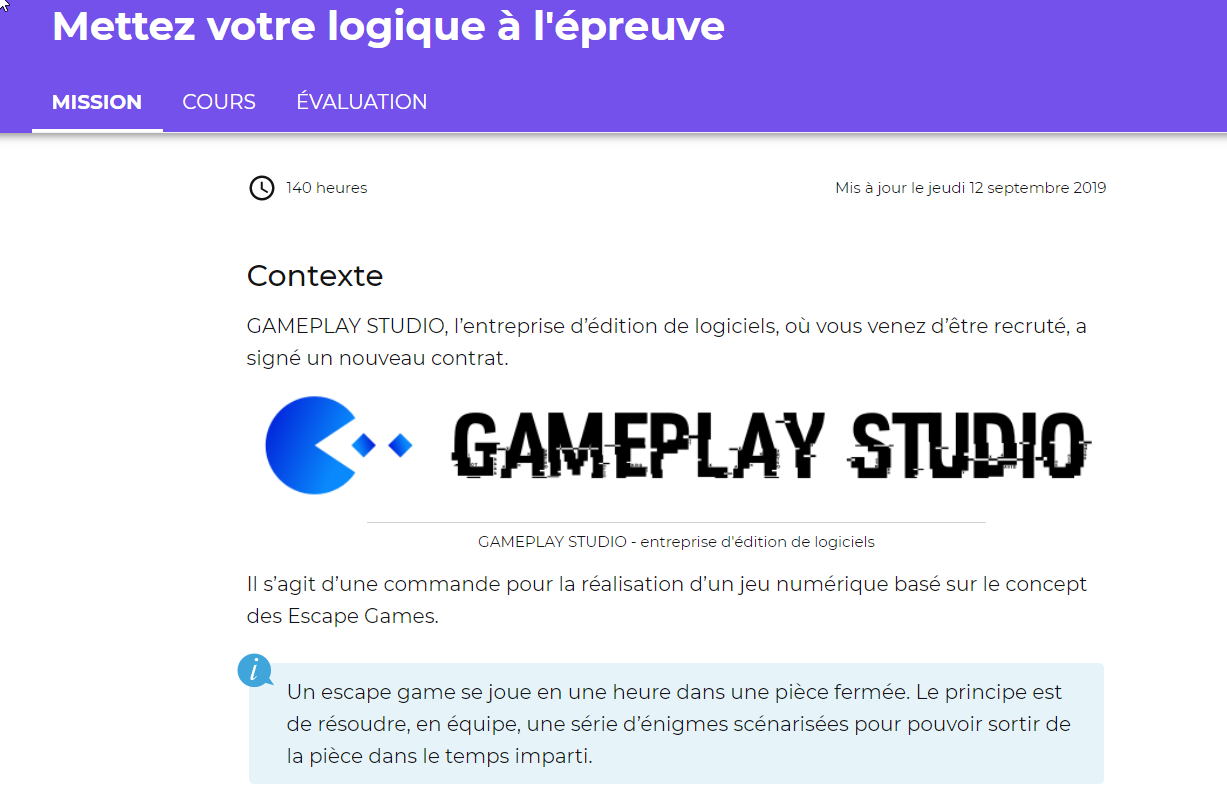 Mettez votre logique à l'épreuve
MISSION COURS ÉVALUATION
140 heures Mis à jour le jeudi 12 septembre 2019
Contexte
GAMEPLAY STUDIO, l’entreprise d’édition de logiciels, où vous venez d’être recruté, a
signé un nouveau contrat.
GAMEPLAY STUDIO
GAMEPLAY STUDIO - entreprise d'édition de logiciels
Il s’agit d’une commande pour la réalisation d’un jeu numérique basé sur le concept
des Escape Games.
i
Un escape game se joue en une heure dans une pièce fermée. Le principe est
de résoudre, en équipe, une série d’énigmes scénarisées pour pouvoir sortir de
la pièce dans le temps imparti.